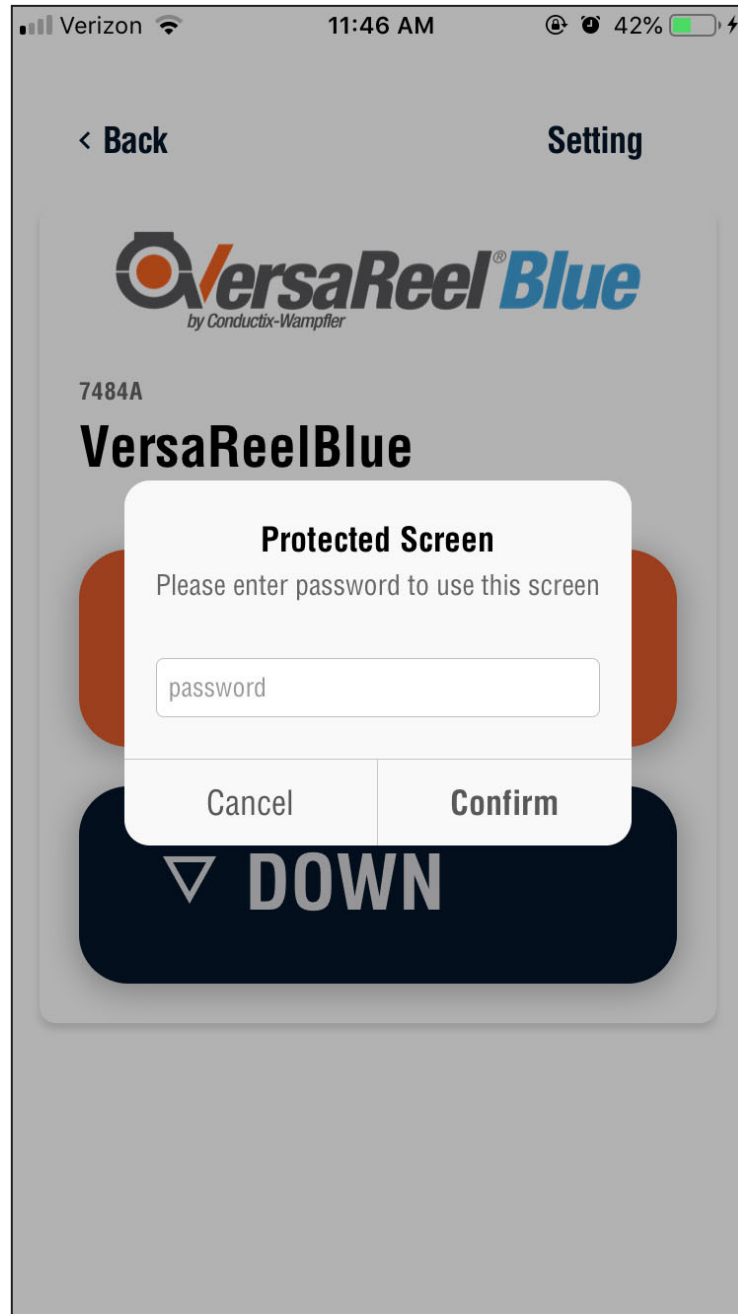 Verizon 11:46 AM 42%
< Back Setting
VersaReel® Blue
by Conductix-Wampfler
7484A
VersaReelBlue
Protected Screen
Please enter password to use this screen
password
Cancel Confirm
▽ DOWN